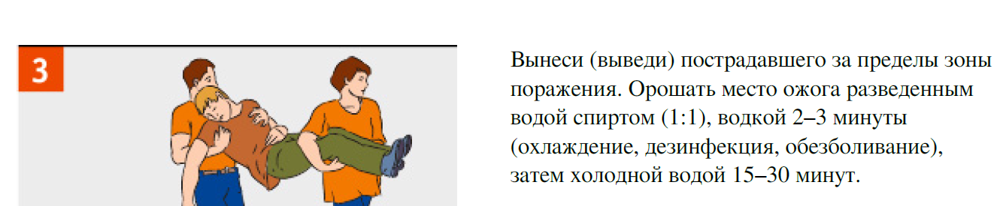 3
Вынеси (выведи) пострадавшего за пределы зоны
поражения. Орошать место ожога разведенным
водой спиртом (1:1), водкой 2–3 минуты
(охлаждение, дезинфекция, обезболивание),
затем холодной водой 15–30 минут.